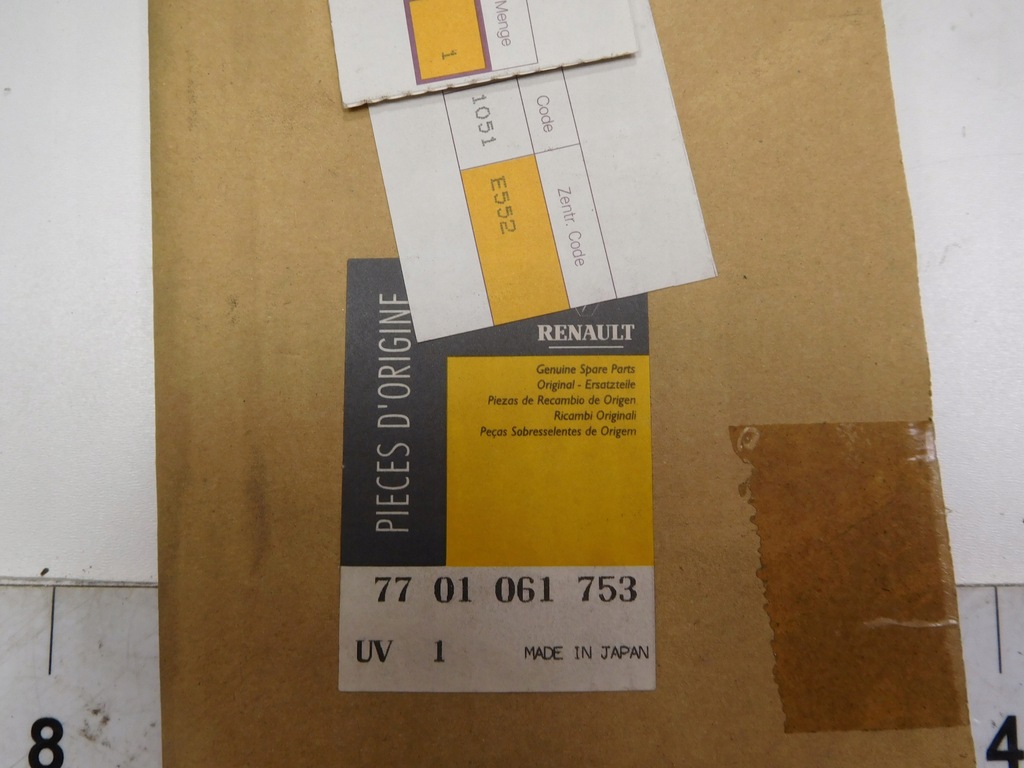 Menge
1
Code
1051
Zentr. Code
E552
PIECES D'ORIGINE
RENAULT
Genuine Spare Parts
Original - Ersatzteile
Piezas de Recambio de Origen
Ricambi Originali
Peças Sobresselentes de Origem
77 01 061 753
UV 1 MADE IN JAPAN
8
4